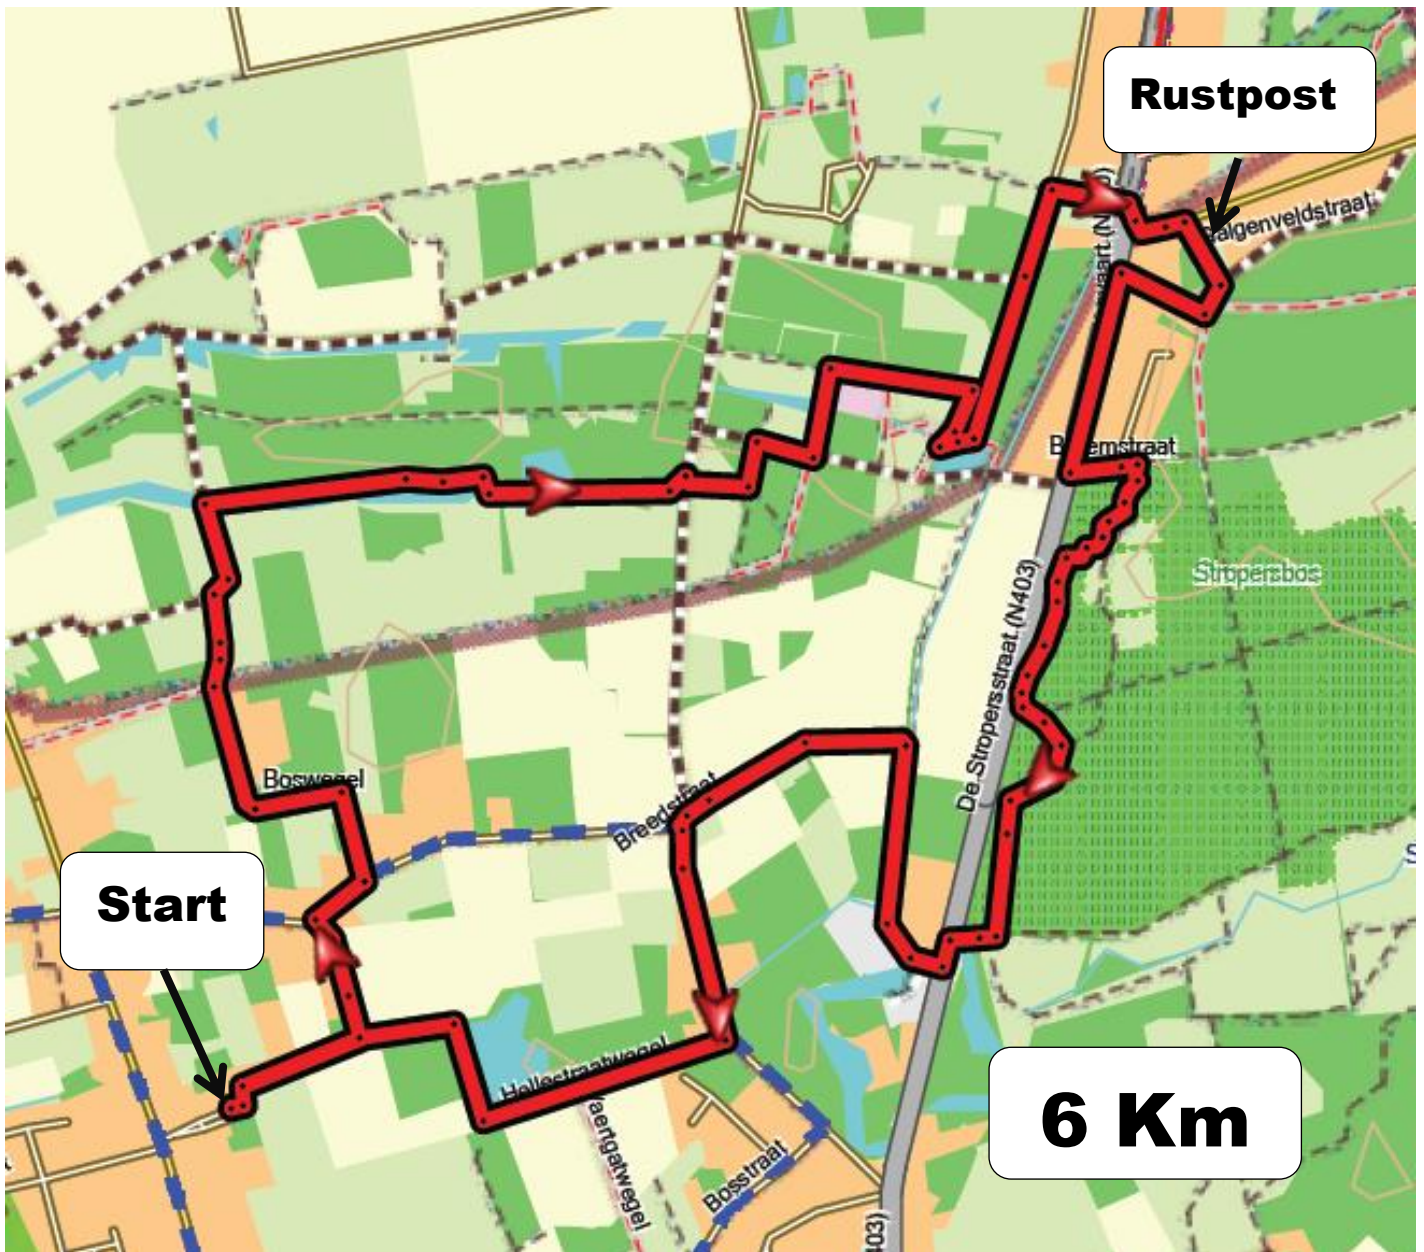 Rustpost
Boswegel
Breedstraat
De Stropersstraat (N403)
Stropersbos
Start
Hellestraatwegel
Bosstraat
6 Km